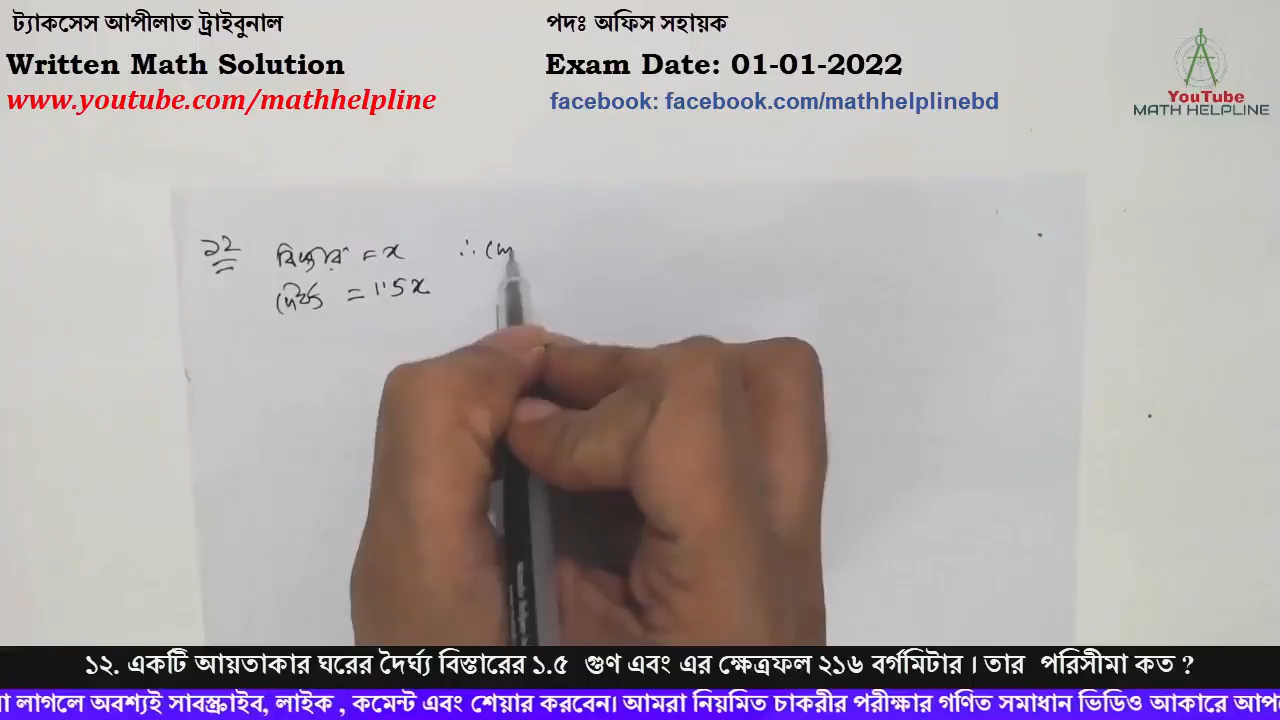 ট্যাকসেস আপীলাত ট্রাইবুনাল
পদঃ অফিস সহায়ক
Written Math Solution
Exam Date: 01-01-2022
www.youtube.com/mathhelpline
facebook: facebook.com/mathhelplinebd
YouTube
MATH HELPLINE
১২ বিস্তার = x ∴
দৈর্ঘ্য = 1.5x
১২. একটি আয়তাকার ঘরের দৈর্ঘ্য বিস্তারের ১.৫ গুণ এবং এর ক্ষেত্রফল ২১৬ বর্গমিটার। তার পরিসীমা কত ?
লাগলে অবশ্যই সাবস্ক্রাইব, লাইক , কমেন্ট এবং শেয়ার করবেন। আমরা নিয়মিত চাকরীর পরীক্ষার গণিত সমাধান ভিডিও আকারে